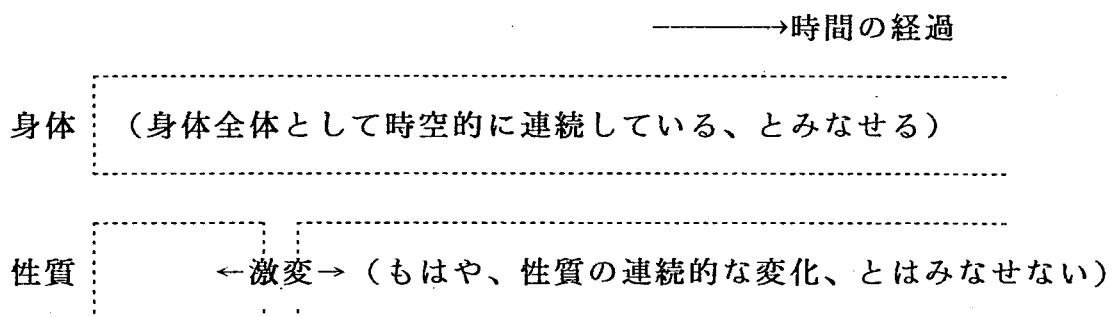 →時間の経過
身体 （身体全体として時空的に連続している、とみなせる）
性質 ←激変→（もはや、性質の連続的な変化、とはみなせない）